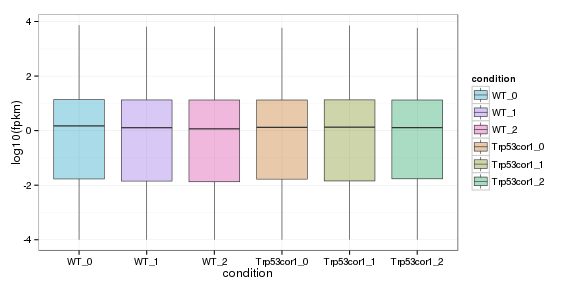 4
2
0
-2
-4
log10(fpkm)
WT_0 WT_1 WT_2 Trp53cor1_0 Trp53cor1_1 Trp53cor1_2
condition
condition
WT_0
WT_1
WT_2
Trp53cor1_0
Trp53cor1_1
Trp53cor1_2